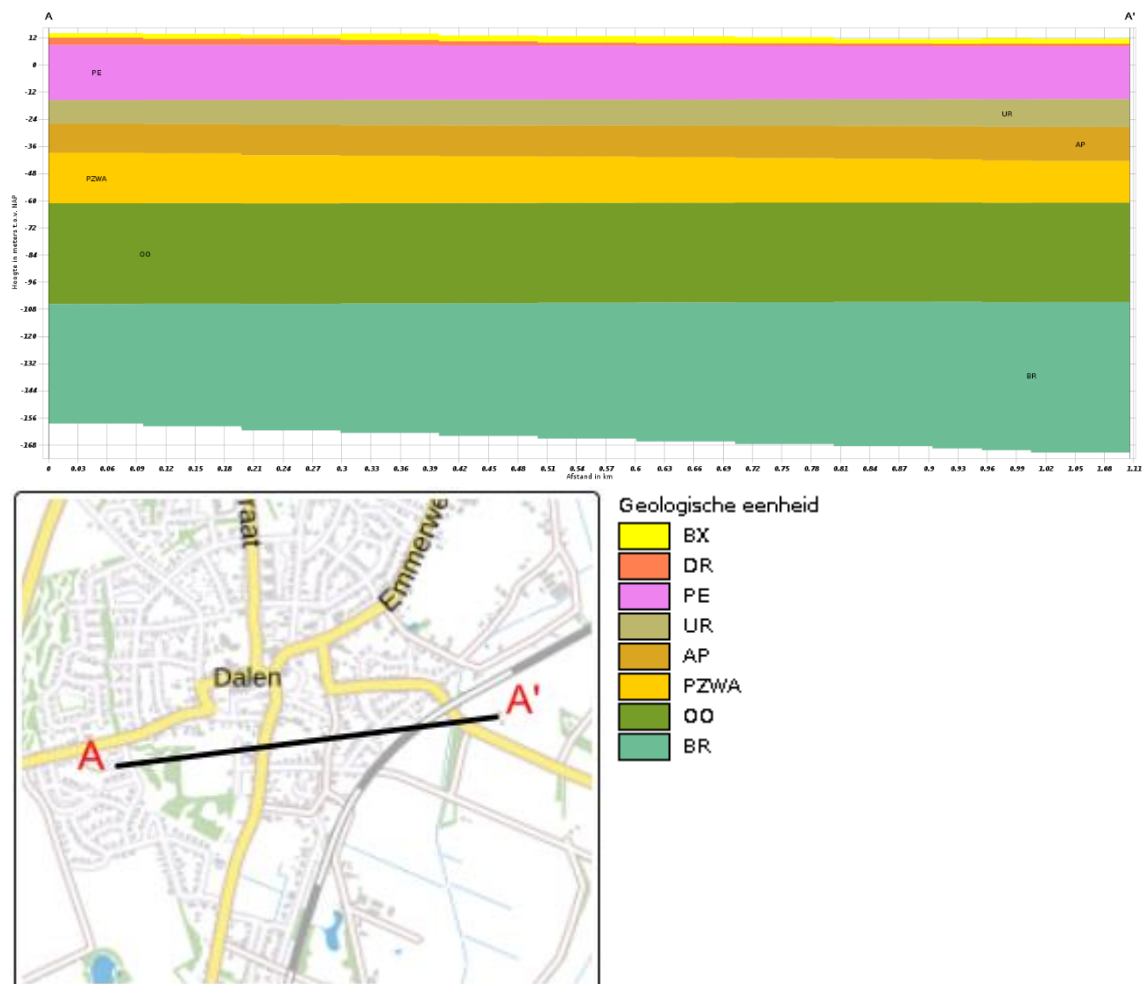 A A'
12
0
-12
-24
-36
-48
-60
-72
-84
-96
-108
-120
-132
-144
-156
-168
Hoogte in meters t.o.v. NAP
PE
UR
AP
PZWA
OO
BR
0 0.03 0.06 0.09 0.12 0.15 0.18 0.21 0.24 0.27 0.3 0.33 0.36 0.39 0.42 0.45 0.48 0.51 0.54 0.57 0.6 0.63 0.66 0.69 0.72 0.75 0.78 0.81 0.84 0.87 0.9 0.93 0.96 0.99 1.02 1.05 1.08 1.11
Afstand in km
raat
Emmerwe
Dalen
A
A'
Geologische eenheid
BX
DR
PE
UR
AP
PZWA
OO
BR